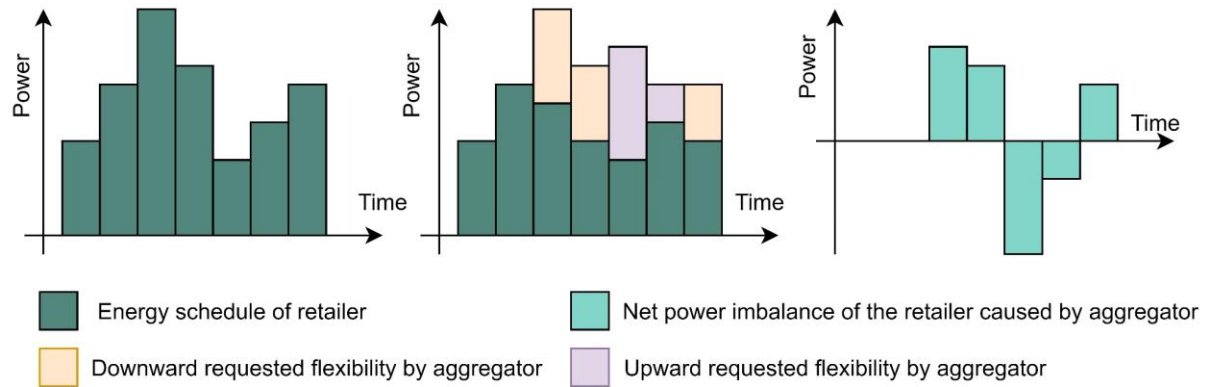 Power
Time
Power
Time
Power
Time
Energy schedule of retailer
Net power imbalance of the retailer caused by aggregator
Downward requested flexibility by aggregator
Upward requested flexibility by aggregator